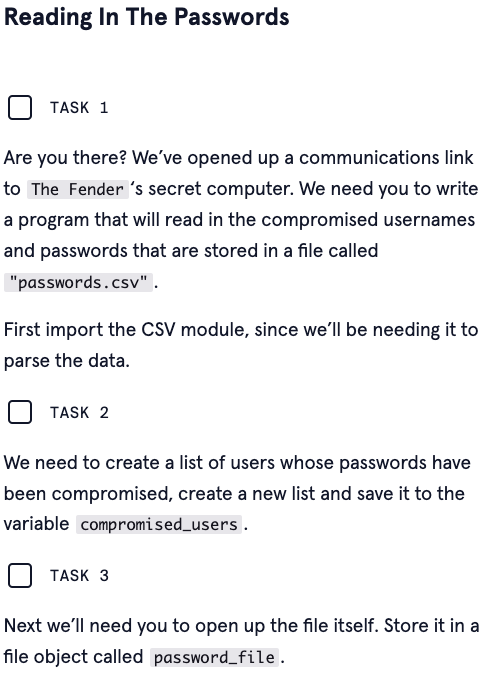 Reading In The Passwords
TASK 1
Are you there? We’ve opened up a communications link
to The Fender ‘s secret computer. We need you to write
a program that will read in the compromised usernames
and passwords that are stored in a file called
"passwords.csv" .
First import the CSV module, since we’ll be needing it to
parse the data.
TASK 2
We need to create a list of users whose passwords have
been compromised, create a new list and save it to the
variable compromised_users .
TASK 3
Next we’ll need you to open up the file itself. Store it in a
file object called password_file .